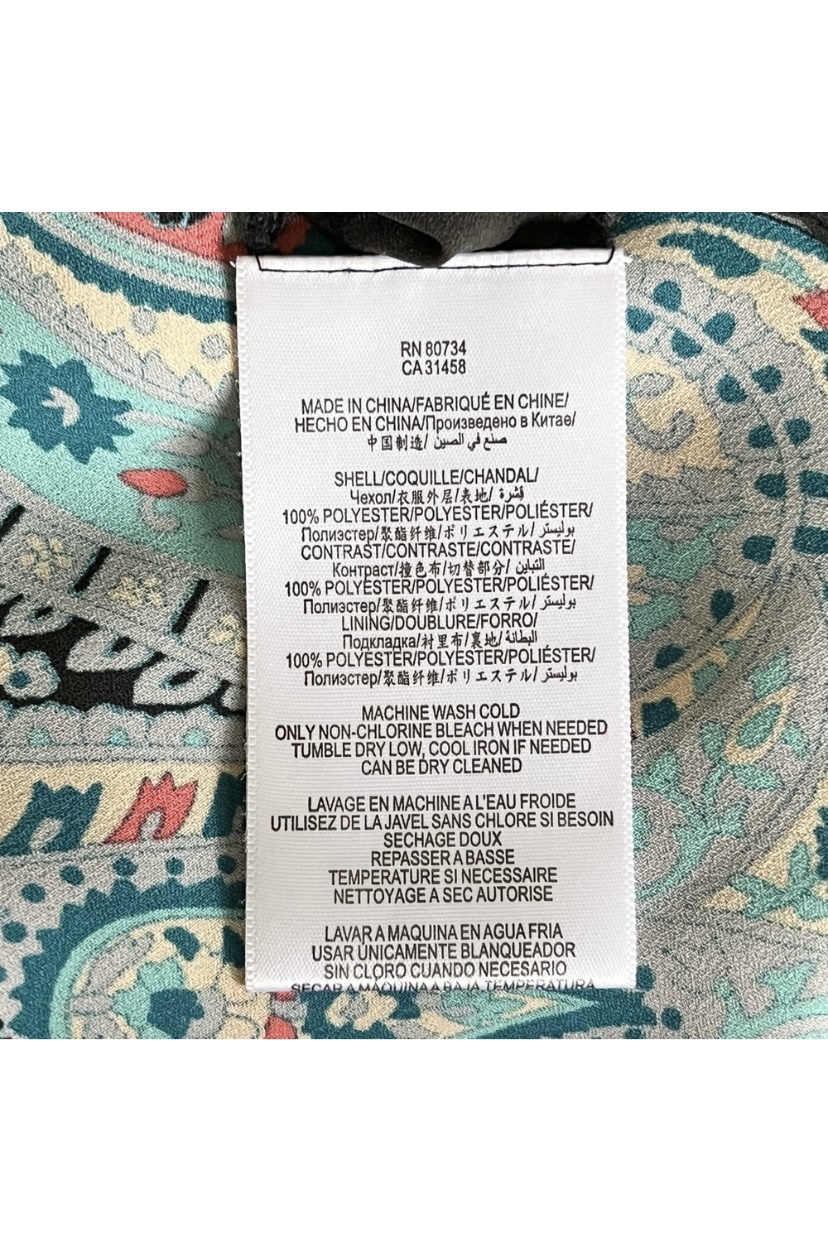 RN 80734
CA 31458
MADE IN CHINA/FABRIQUÉ EN CHINE/
HECHO EN CHINA/Произведено в Китае/
中国制造/ صنع في الصين
SHELL/COQUILLE/CHANDAL/
Чехол/衣服外层/表地/ قشرة
100% POLYESTER/POLYESTER/POLIÉSTER/
Полиэстер/聚酯纤维/ポリエステル/ بوليستر
CONTRAST/CONTRASTE/CONTRASTE/
Контраст/撞色布/切替部分/ التباين
100% POLYESTER/POLYESTER/POLIÉSTER/
Полиэстер/聚酯纤维/ポリエステル/ بوليستر
LINING/DOUBLURE/FORRO/
Подкладка/衬里布/裏地/ البطانة
100% POLYESTER/POLYESTER/POLIÉSTER/
Полиэстер/聚酯纤维/ポリエステル/ بوليستر
MACHINE WASH COLD
ONLY NON-CHLORINE BLEACH WHEN NEEDED
TUMBLE DRY LOW, COOL IRON IF NEEDED
CAN BE DRY CLEANED
LAVAGE EN MACHINE A L'EAU FROIDE
UTILISEZ DE LA JAVEL SANS CHLORE SI BESOIN
SECHAGE DOUX
REPASSER A BASSE
TEMPERATURE SI NECESSAIRE
NETTOYAGE A SEC AUTORISE
LAVAR A MAQUINA EN AGUA FRIA
USAR ÚNICAMENTE BLANQUEADOR
SIN CLORO CUANDO NECESARIO
SECAR A MAQUINA A BAJA TEMPERATURA